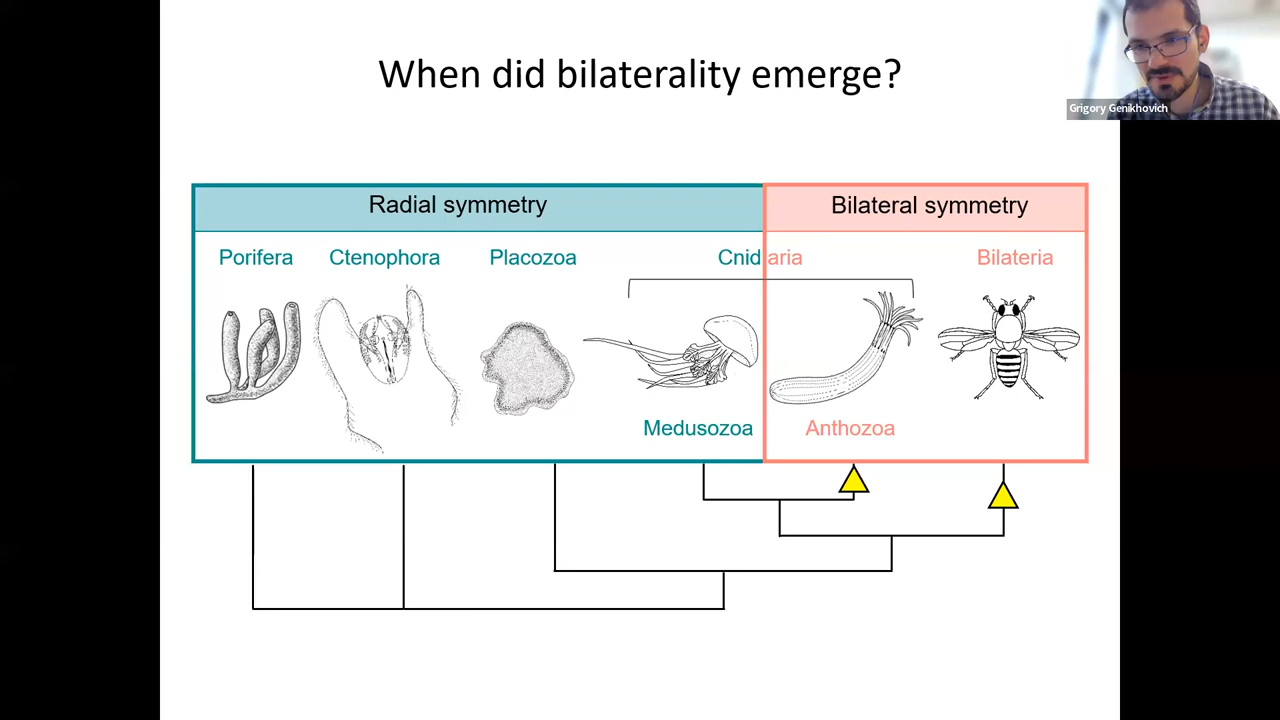 When did bilaterality emerge?
Grigory Genikhovich
Radial symmetry
Bilateral symmetry
Porifera
Ctenophora
Placozoa
Cnidaria
Bilateria
Medusozoa
Anthozoa